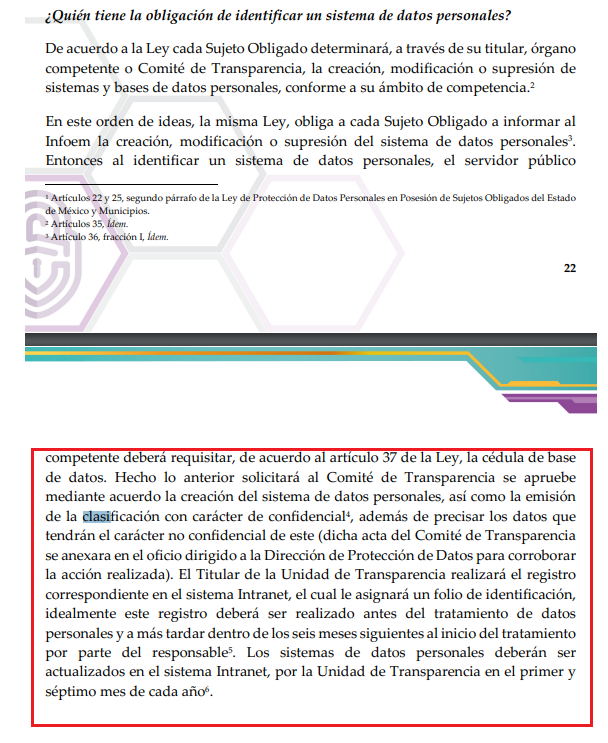 ¿Quién tiene la obligación de identificar un sistema de datos personales?
De acuerdo a la Ley cada Sujeto Obligado determinará, a través de su titular, órgano
competente o Comité de Transparencia, la creación, modificación o supresión de
sistemas y bases de datos personales, conforme a su ámbito de competencia.²
En este orden de ideas, la misma Ley, obliga a cada Sujeto Obligado a informar al
Infoem la creación, modificación o supresión del sistema de datos personales³.
Entonces al identificar un sistema de datos personales, el servidor público
¹ Artículos 22 y 25, segundo párrafo de la Ley de Protección de Datos Personales en Posesión de Sujetos Obligados del Estado
de México y Municipios.
² Artículos 35, Ídem.
³ Artículo 36, fracción I, Ídem.
22
competente deberá requisitar, de acuerdo al artículo 37 de la Ley, la cédula de base
de datos. Hecho lo anterior solicitará al Comité de Transparencia se apruebe
mediante acuerdo la creación del sistema de datos personales, así como la emisión
de la clasificación con carácter de confidencial⁴, además de precisar los datos que
tendrán el carácter no confidencial de este (dicha acta del Comité de Transparencia
se anexara en el oficio dirigido a la Dirección de Protección de Datos para corroborar
la acción realizada). El Titular de la Unidad de Transparencia realizará el registro
correspondiente en el sistema Intranet, el cual le asignará un folio de identificación,
idealmente este registro deberá ser realizado antes del tratamiento de datos
personales y a más tardar dentro de los seis meses siguientes al inicio del tratamiento
por parte del responsable⁵. Los sistemas de datos personales deberán ser
actualizados en el sistema Intranet, por la Unidad de Transparencia en el primer y
séptimo mes de cada año⁶.